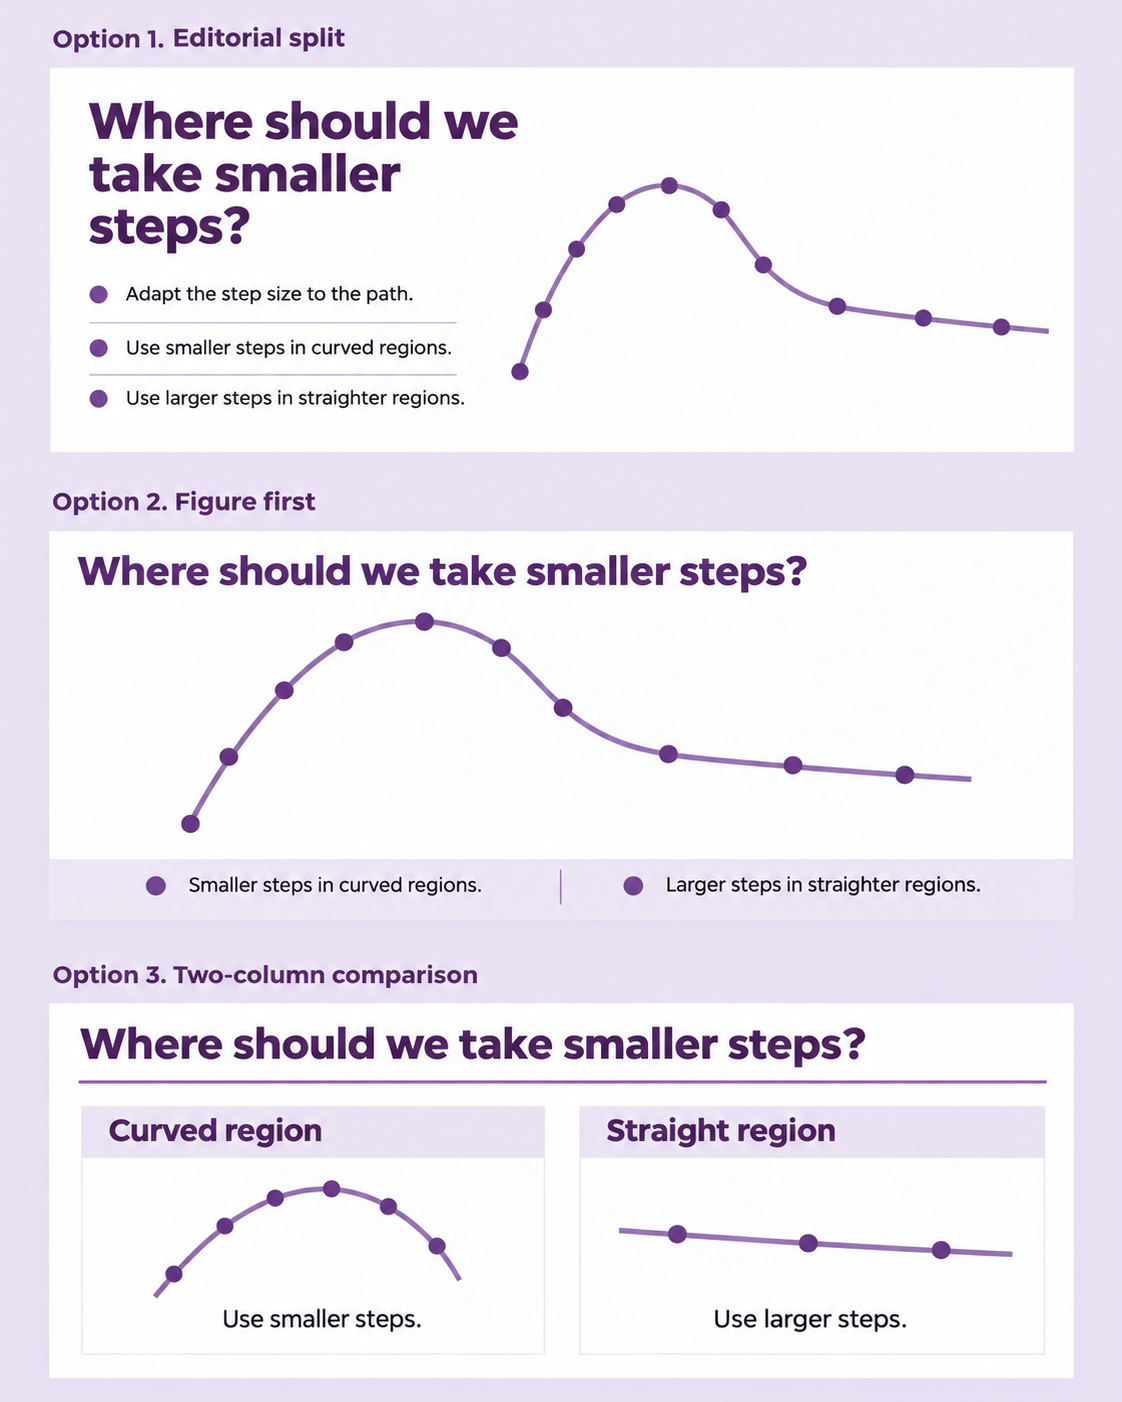 Option 1. Editorial split
Where should we
take smaller
steps?
Adapt the step size to the path.
Use smaller steps in curved regions.
Use larger steps in straighter regions.
Option 2. Figure first
Where should we take smaller steps?
Smaller steps in curved regions.
Larger steps in straighter regions.
Option 3. Two-column comparison
Where should we take smaller steps?
Curved region
Straight region
Use smaller steps.
Use larger steps.